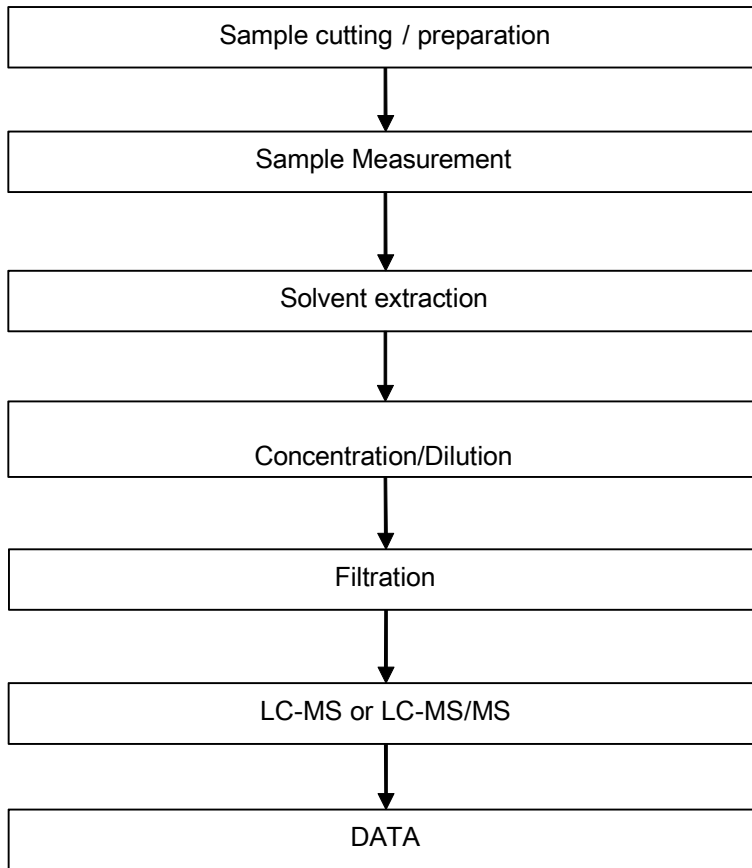 Sample cutting / preparation
Sample Measurement
Solvent extraction
Concentration/Dilution
Filtration
LC-MS or LC-MS/MS
DATA